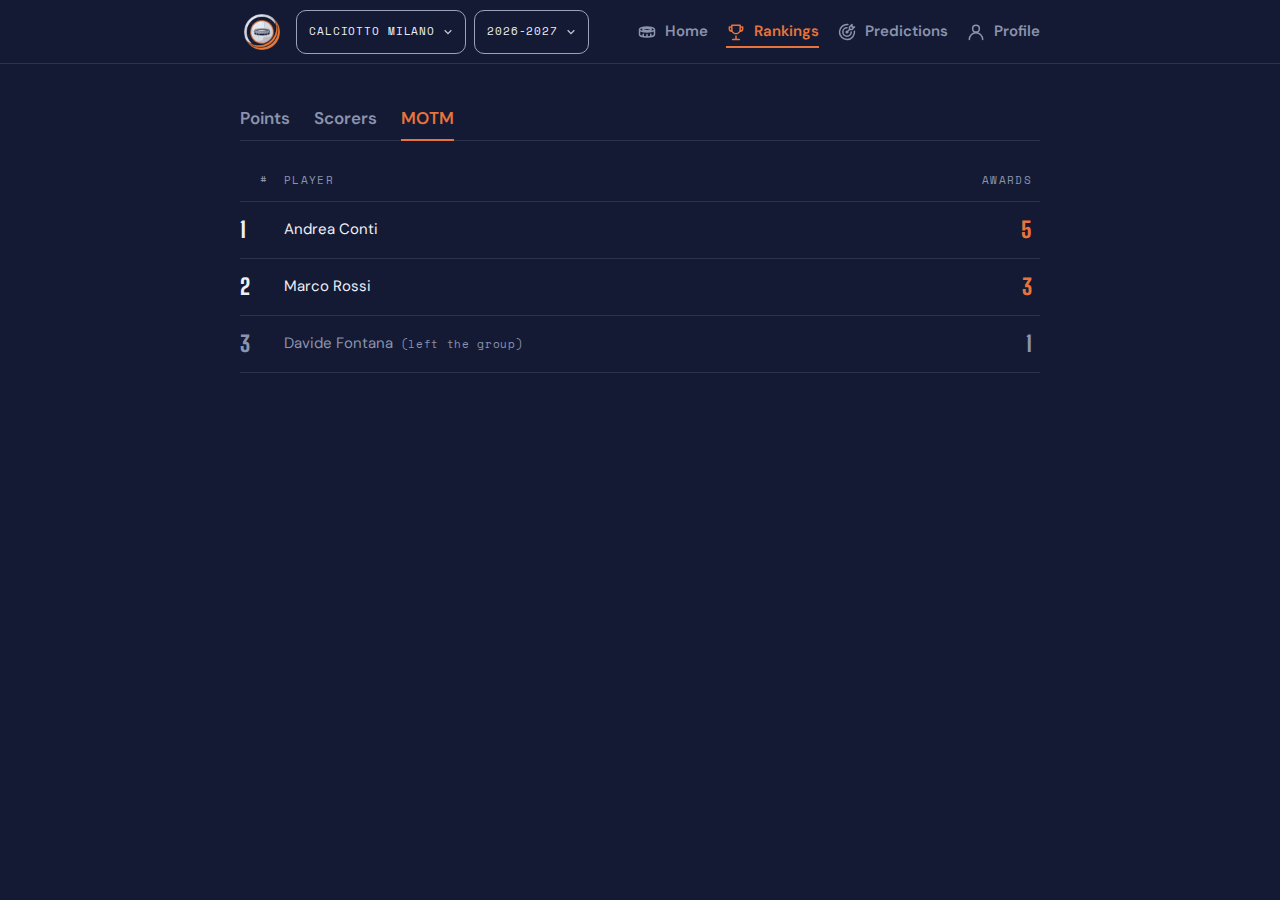 CALCIOTTO MILANO 2026-2027 Home Rankings Predictions Profile
Points Scorers MOTM
# PLAYER AWARDS
1 Andrea Conti 5
2 Marco Rossi 3
3 Davide Fontana (left the group) 1